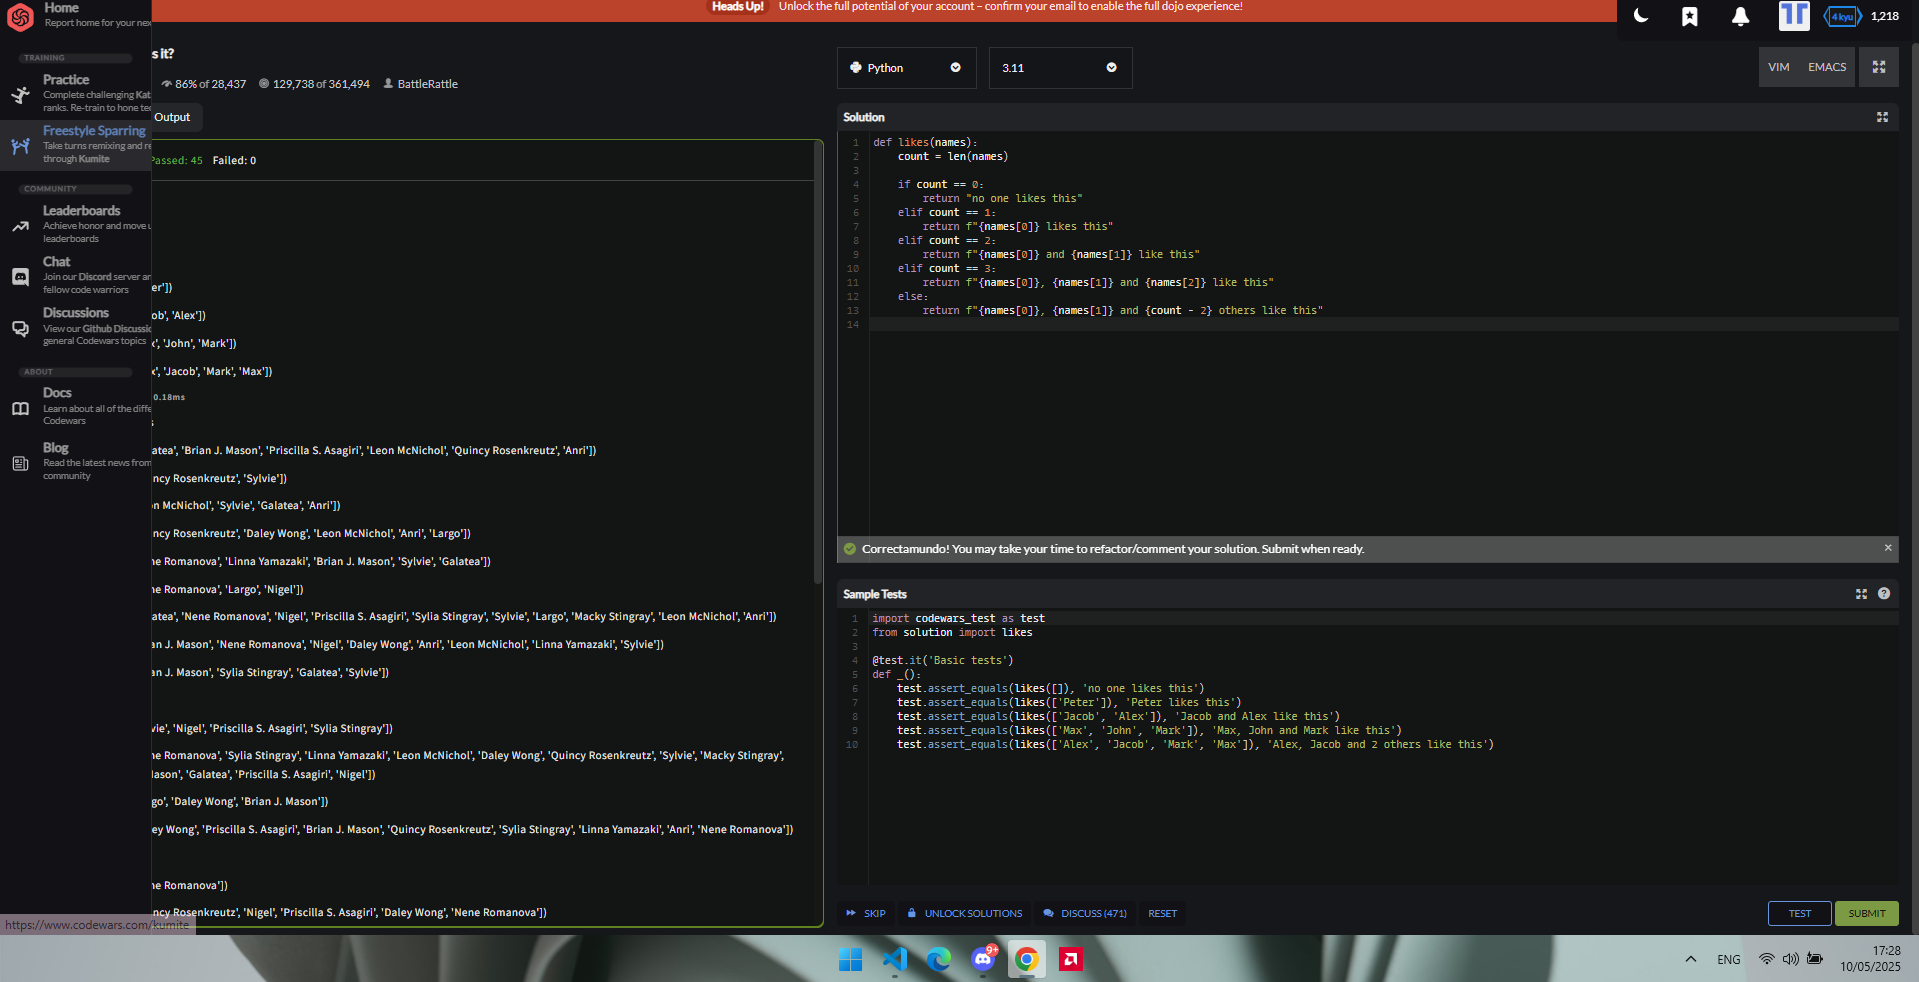 Home
Report home for your nex
TRAINING
Practice
Complete challenging Kat
ranks. Re-train to hone tec
Freestyle Sparring
Take turns remixing and re
through Kumite
COMMUNITY
Leaderboards
Achieve honor and move u
leaderboards
Chat
Join our Discord server an
fellow code warriors
Discussions
View our Github Discussio
general Codewars topics
ABOUT
Docs
Learn about all of the diffe
Codewars
Blog
Read the latest news from
community
https://www.codewars.com/kumite
Heads Up! Unlock the full potential of your account – confirm your email to enable the full dojo experience!
4 kyu 1,218
s it?
86% of 28,437 129,738 of 361,494 BattleRattle
Output
Passed: 45 Failed: 0
er'])
ob', 'Alex'])
x', 'John', 'Mark'])
x', 'Jacob', 'Mark', 'Max'])
0.18ms
s
atea', 'Brian J. Mason', 'Priscilla S. Asagiri', 'Leon McNichol', 'Quincy Rosenkreutz', 'Anri'])
ncy Rosenkreutz', 'Sylvie'])
on McNichol', 'Sylvie', 'Galatea', 'Anri'])
ncy Rosenkreutz', 'Daley Wong', 'Leon McNichol', 'Anri', 'Largo'])
ne Romanova', 'Linna Yamazaki', 'Brian J. Mason', 'Sylvie', 'Galatea'])
ne Romanova', 'Largo', 'Nigel'])
atea', 'Nene Romanova', 'Nigel', 'Priscilla S. Asagiri', 'Sylia Stingray', 'Sylvie', 'Largo', 'Macky Stingray', 'Leon McNichol', 'Anri'])
an J. Mason', 'Nene Romanova', 'Nigel', 'Daley Wong', 'Anri', 'Leon McNichol', 'Linna Yamazaki', 'Sylvie'])
an J. Mason', 'Sylia Stingray', 'Galatea', 'Sylvie'])
vie', 'Nigel', 'Priscilla S. Asagiri', 'Sylia Stingray'])
ne Romanova', 'Sylia Stingray', 'Linna Yamazaki', 'Leon McNichol', 'Daley Wong', 'Quincy Rosenkreutz', 'Sylvie', 'Macky Stingray',
Mason', 'Galatea', 'Priscilla S. Asagiri', 'Nigel'])
go', 'Daley Wong', 'Brian J. Mason'])
ey Wong', 'Priscilla S. Asagiri', 'Brian J. Mason', 'Quincy Rosenkreutz', 'Sylia Stingray', 'Linna Yamazaki', 'Anri', 'Nene Romanova'])
ne Romanova'])
ncy Rosenkreutz', 'Nigel', 'Priscilla S. Asagiri', 'Daley Wong', 'Nene Romanova'])
Python 3.11 VIM EMACS
Solution
1 def likes(names):
2     count = len(names)
3
4     if count == 0:
5         return "no one likes this"
6     elif count == 1:
7         return f"{names[0]} likes this"
8     elif count == 2:
9         return f"{names[0]} and {names[1]} like this"
10     elif count == 3:
11         return f"{names[0]}, {names[1]} and {names[2]} like this"
12     else:
13         return f"{names[0]}, {names[1]} and {count - 2} others like this"
14
Correctamundo! You may take your time to refactor/comment your solution. Submit when ready.
Sample Tests
1 import codewars_test as test
2 from solution import likes
3
4 @test.it('Basic tests')
5 def _():
6     test.assert_equals(likes([]), 'no one likes this')
7     test.assert_equals(likes(['Peter']), 'Peter likes this')
8     test.assert_equals(likes(['Jacob', 'Alex']), 'Jacob and Alex like this')
9     test.assert_equals(likes(['Max', 'John', 'Mark']), 'Max, John and Mark like this')
10     test.assert_equals(likes(['Alex', 'Jacob', 'Mark', 'Max']), 'Alex, Jacob and 2 others like this')
SKIP UNLOCK SOLUTIONS DISCUSS (471) RESET TEST SUBMIT
9+
ENG
17:28
10/05/2025